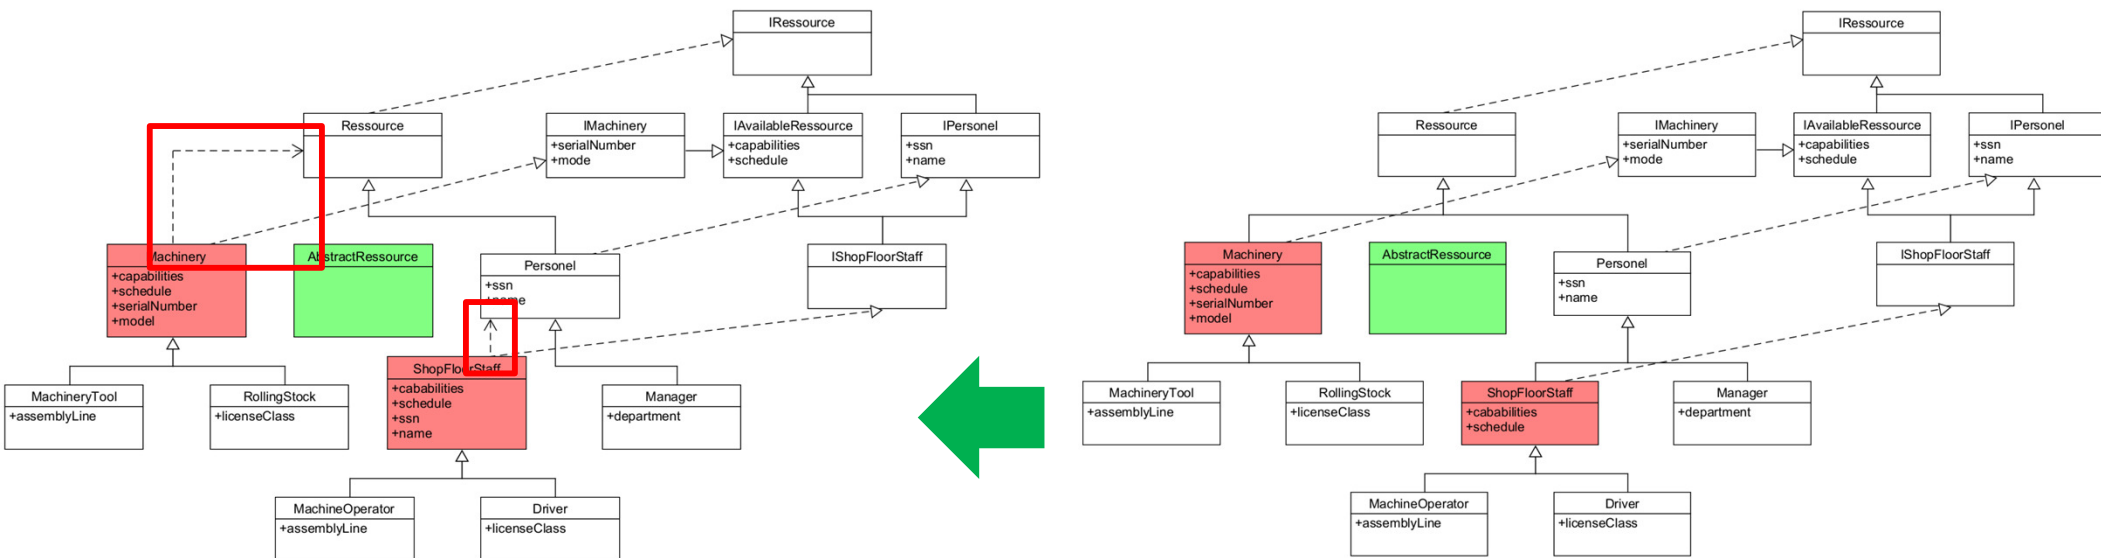 IRessource
Ressource
IMachinery
+serialNumber
+mode
IAvailableRessource
+capabilities
+schedule
IPersonel
+ssn
+name
Machinery
+capabilities
+schedule
+serialNumber
+model
AbstractRessource
Personel
+ssn
+name
IShopFloorStaff
MachineryTool
+assemblyLine
RollingStock
+licenseClass
ShopFloorStaff
+cababilities
+schedule
+ssn
+name
Manager
+department
MachineOperator
+assemblyLine
Driver
+licenseClass
IRessource
Ressource
IMachinery
+serialNumber
+mode
IAvailableRessource
+capabilities
+schedule
IPersonel
+ssn
+name
Machinery
+capabilities
+schedule
+serialNumber
+model
AbstractRessource
Personel
+ssn
+name
IShopFloorStaff
MachineryTool
+assemblyLine
RollingStock
+licenseClass
ShopFloorStaff
+cababilities
+schedule
Manager
+department
MachineOperator
+assemblyLine
Driver
+licenseClass